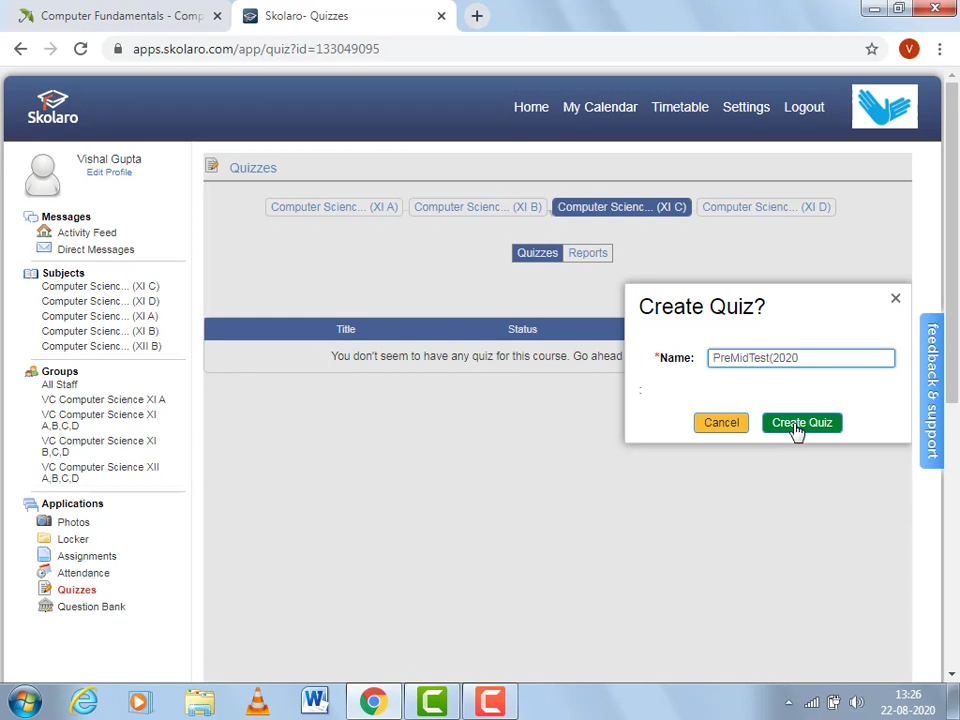 Computer Fundamentals - Comp
Skolaro- Quizzes
apps.skolaro.com/app/quiz?id=133049095
V
Skolaro
Home My Calendar Timetable Settings Logout
Vishal Gupta
Edit Profile
Messages
Activity Feed
Direct Messages
Subjects
Computer Scienc... (XI C)
Computer Scienc... (XI D)
Computer Scienc... (XI A)
Computer Scienc... (XI B)
Computer Scienc... (XII B)
Groups
All Staff
VC Computer Science XI A
VC Computer Science XI
A,B,C,D
VC Computer Science XI
B,C,D
VC Computer Science XII
A,B,C,D
Applications
Photos
Locker
Assignments
Attendance
Quizzes
Question Bank
Quizzes
Computer Scienc... (XI A) Computer Scienc... (XI B) Computer Scienc... (XI C) Computer Scienc... (XI D)
Quizzes Reports
Title Status
You don't seem to have any quiz for this course. Go ahead
Create Quiz?
*Name: PreMidTest(2020
:
Cancel Create Quiz
feedback & support
13:26
22-08-2020